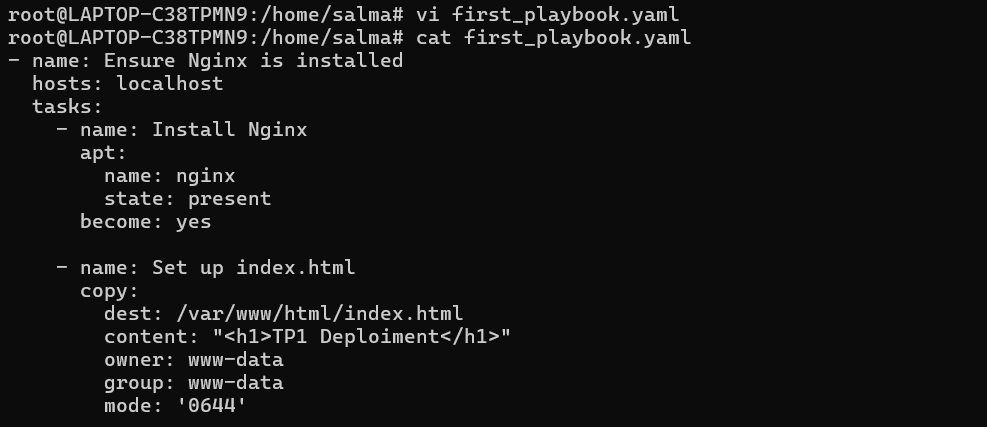 root@LAPTOP-C38TPMN9:/home/salma# vi first_playbook.yaml
root@LAPTOP-C38TPMN9:/home/salma# cat first_playbook.yaml
- name: Ensure Nginx is installed
  hosts: localhost
  tasks:
    - name: Install Nginx
      apt:
        name: nginx
        state: present
      become: yes

    - name: Set up index.html
      copy:
        dest: /var/www/html/index.html
        content: "<h1>TP1 Deploiment</h1>"
        owner: www-data
        group: www-data
        mode: '0644'